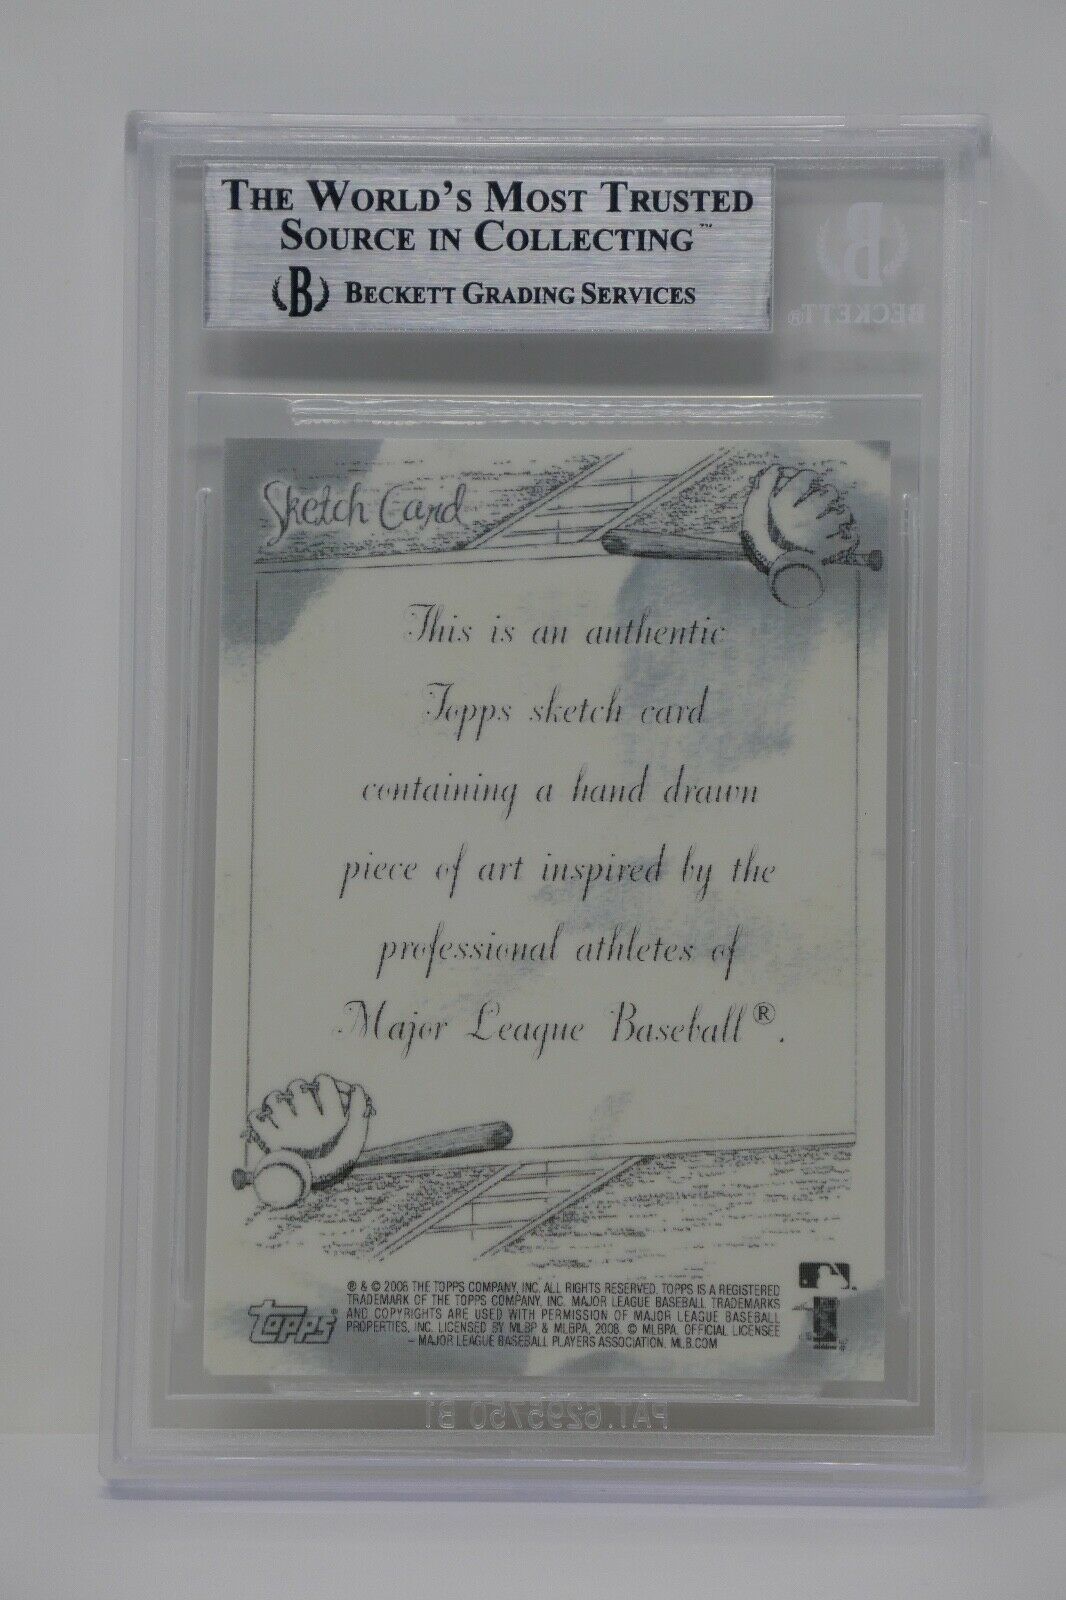 THE WORLD'S MOST TRUSTED
SOURCE IN COLLECTING™
B BECKETT GRADING SERVICES
B
BECKETT®
Sketch Card
This is an authentic
Topps sketch card
containing a hand drawn
piece of art inspired by the
professional athletes of
Major League Baseball®.
® & © 2008 THE TOPPS COMPANY, INC. ALL RIGHTS RESERVED. TOPPS IS A REGISTERED
TRADEMARK OF THE TOPPS COMPANY, INC. MAJOR LEAGUE BASEBALL TRADEMARKS
AND COPYRIGHTS ARE USED WITH PERMISSION OF MAJOR LEAGUE BASEBALL
PROPERTIES, INC. LICENSED BY MLBP & MLBPA, 2008. © MLBPA, OFFICIAL LICENSEE
– MAJOR LEAGUE BASEBALL PLAYERS ASSOCIATION. MLB.COM
topps®
PAT.6295750 B1